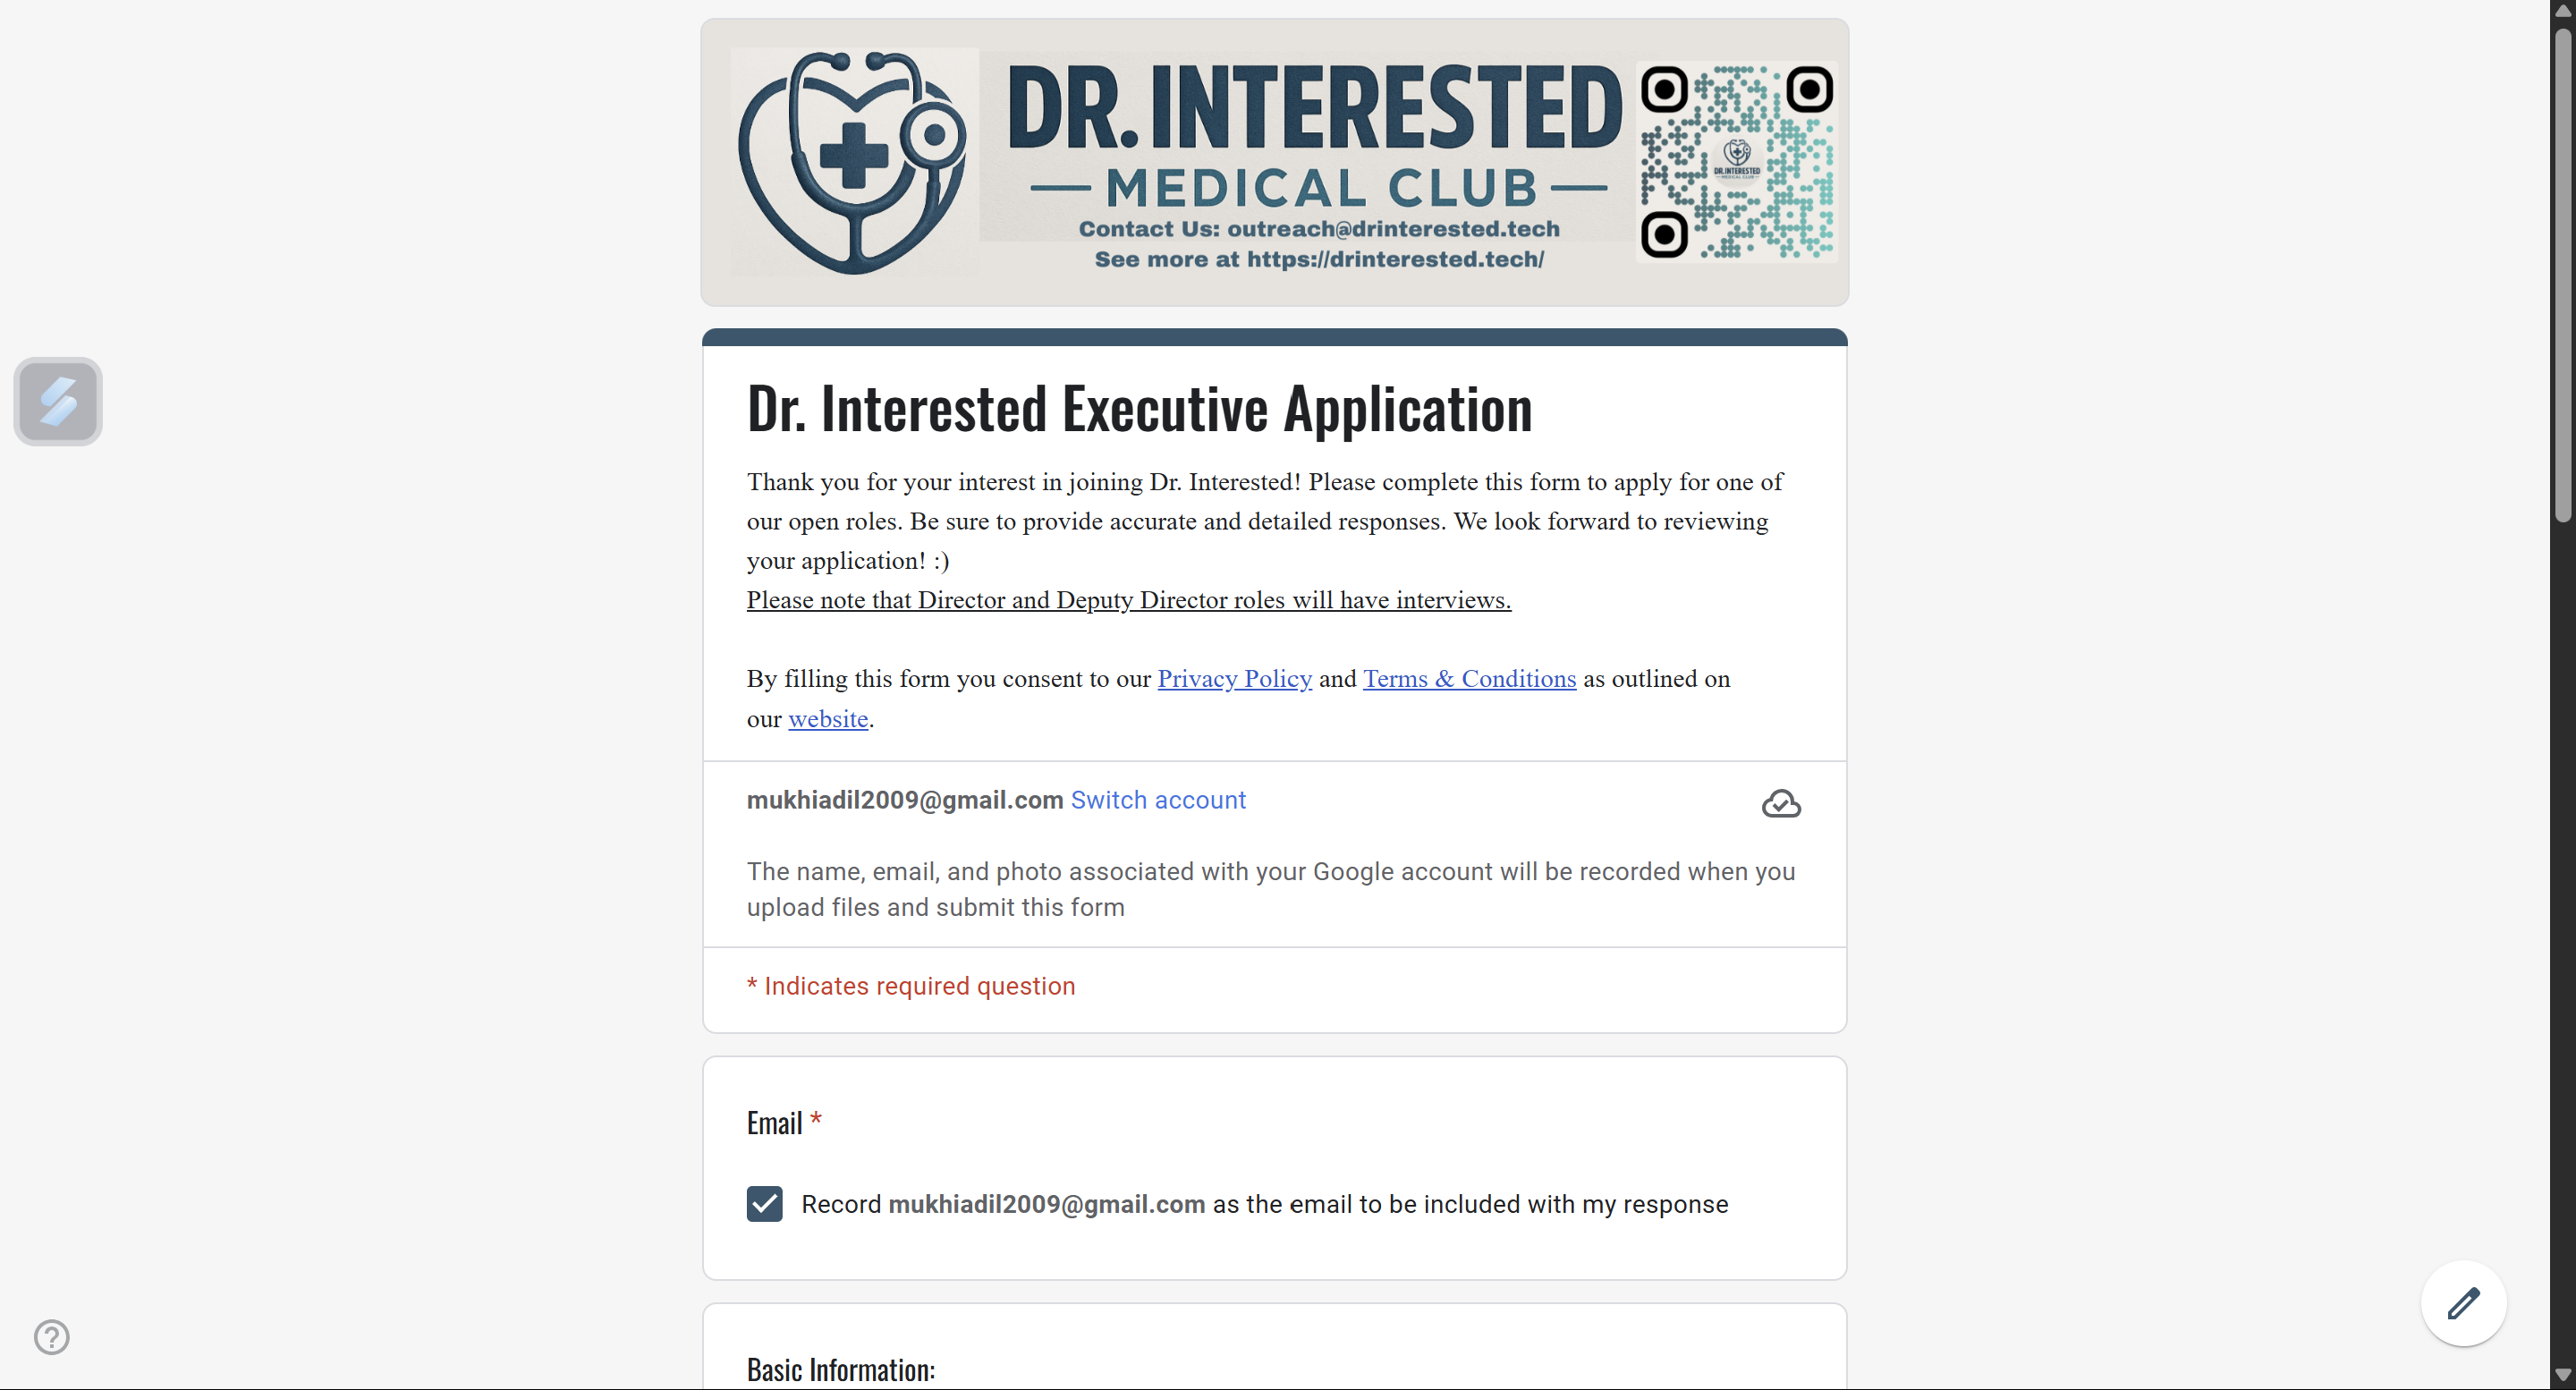 DR. INTERESTED
MEDICAL CLUB
Contact Us: outreach@drinterested.tech
See more at https://drinterested.tech/
DR.INTERESTED
MEDICAL CLUB
Dr. Interested Executive Application
Thank you for your interest in joining Dr. Interested! Please complete this form to apply for one of
our open roles. Be sure to provide accurate and detailed responses. We look forward to reviewing
your application! :)
Please note that Director and Deputy Director roles will have interviews.
By filling this form you consent to our Privacy Policy and Terms & Conditions as outlined on
our website.
mukhiadil2009@gmail.com Switch account
The name, email, and photo associated with your Google account will be recorded when you
upload files and submit this form
* Indicates required question
Email *
Record mukhiadil2009@gmail.com as the email to be included with my response
Basic Information: